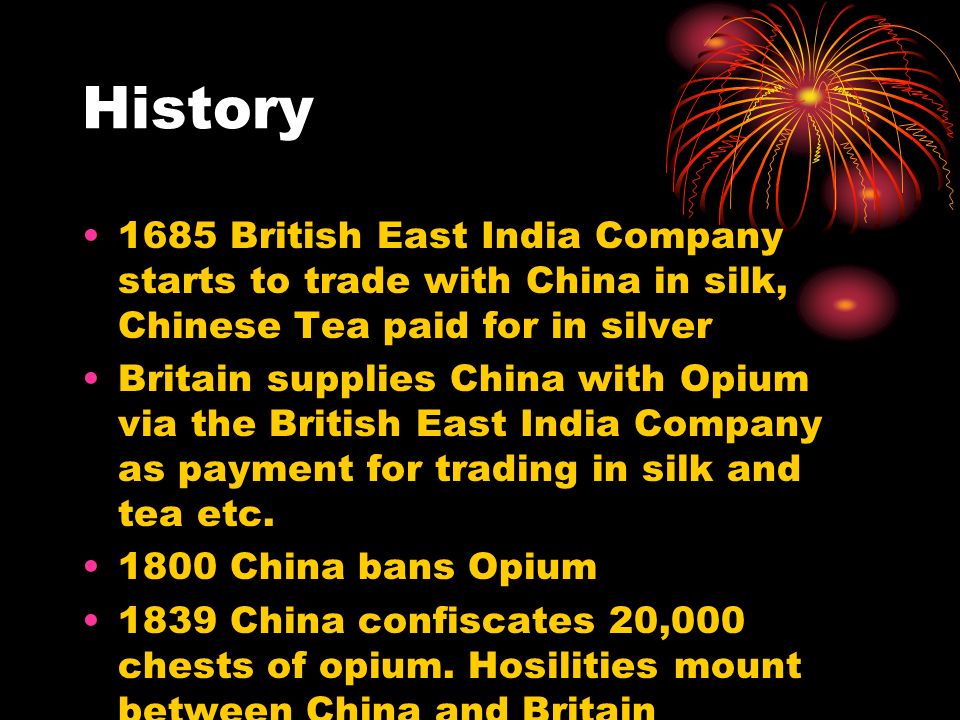 History
• 1685 British East India Company
starts to trade with China in silk,
Chinese Tea paid for in silver
• Britain supplies China with Opium
via the British East India Company
as payment for trading in silk and
tea etc.
• 1800 China bans Opium
• 1839 China confiscates 20,000
chests of opium. Hosilities mount
between China and Britain